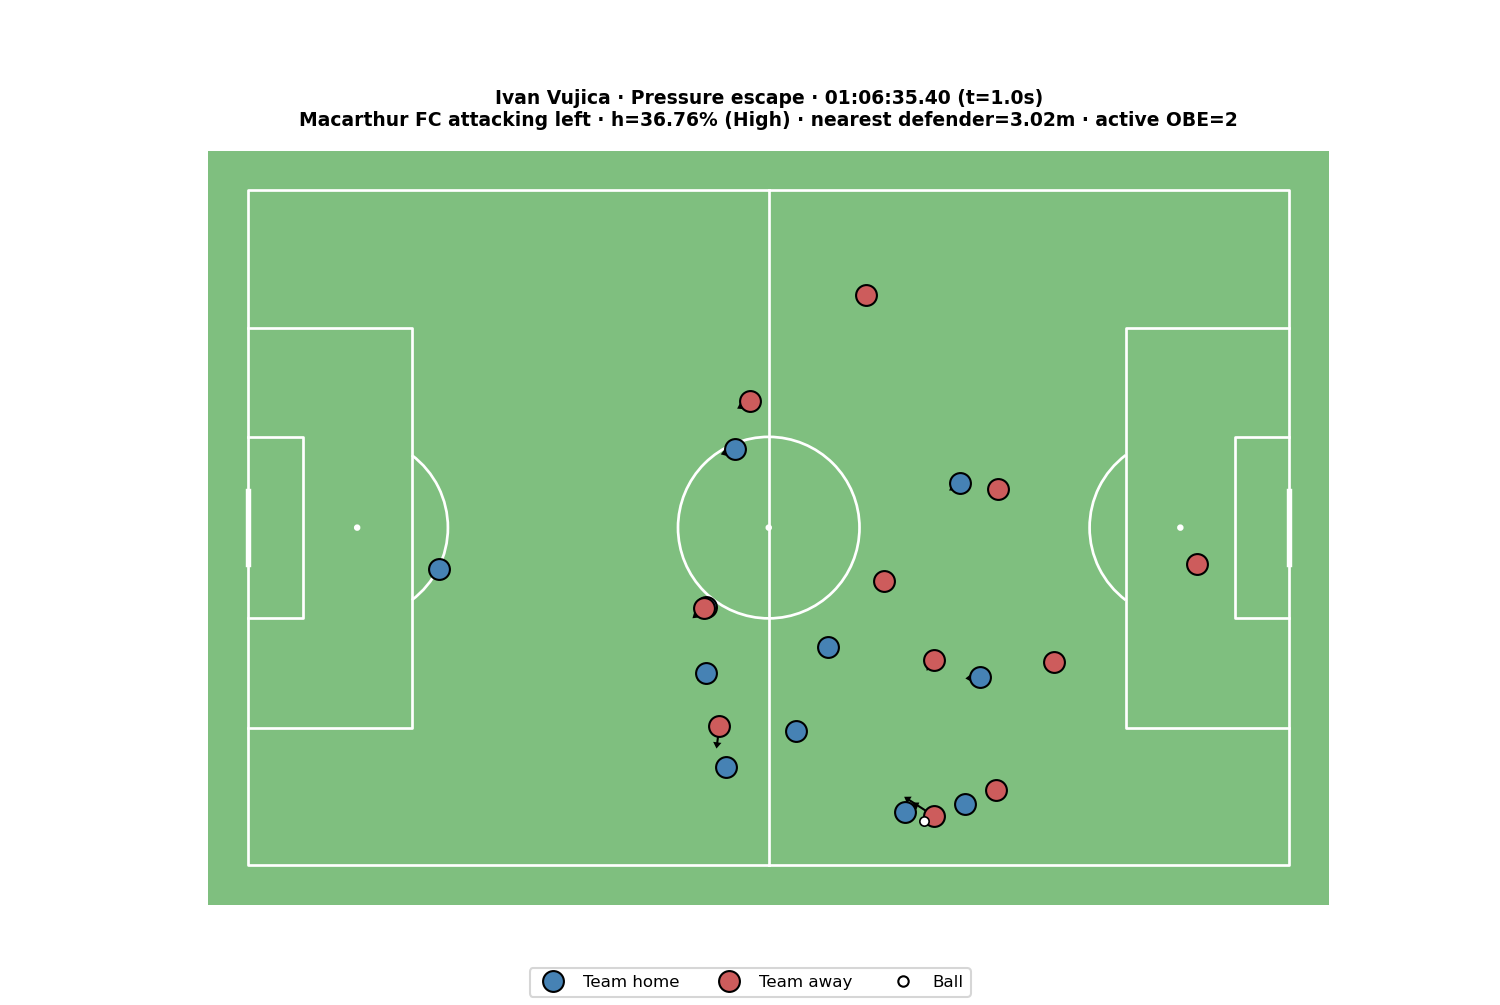 Ivan Vujica · Pressure escape · 01:06:35.40 (t=1.0s)
Macarthur FC attacking left · h=36.76% (High) · nearest defender=3.02m · active OBE=2
Team home
Team away
Ball